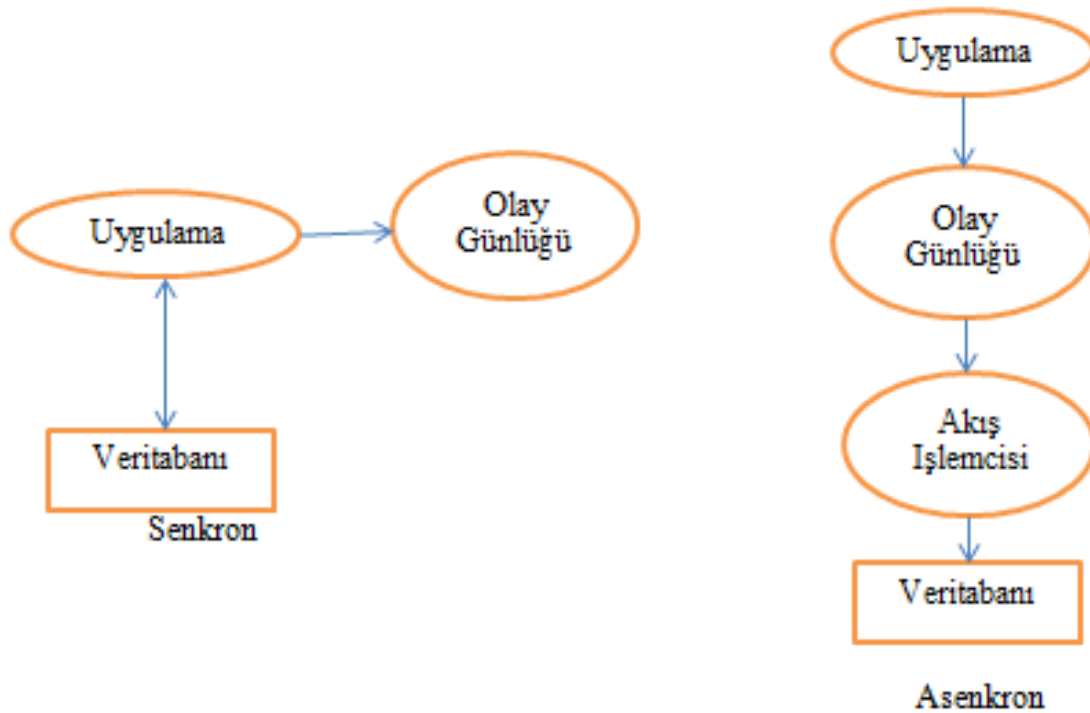 Uygulama
Olay
Günlüğü
Veritabanı
Senkron
Uygulama
Olay
Günlüğü
Akış
İşlemcisi
Veritabanı
Asenkron